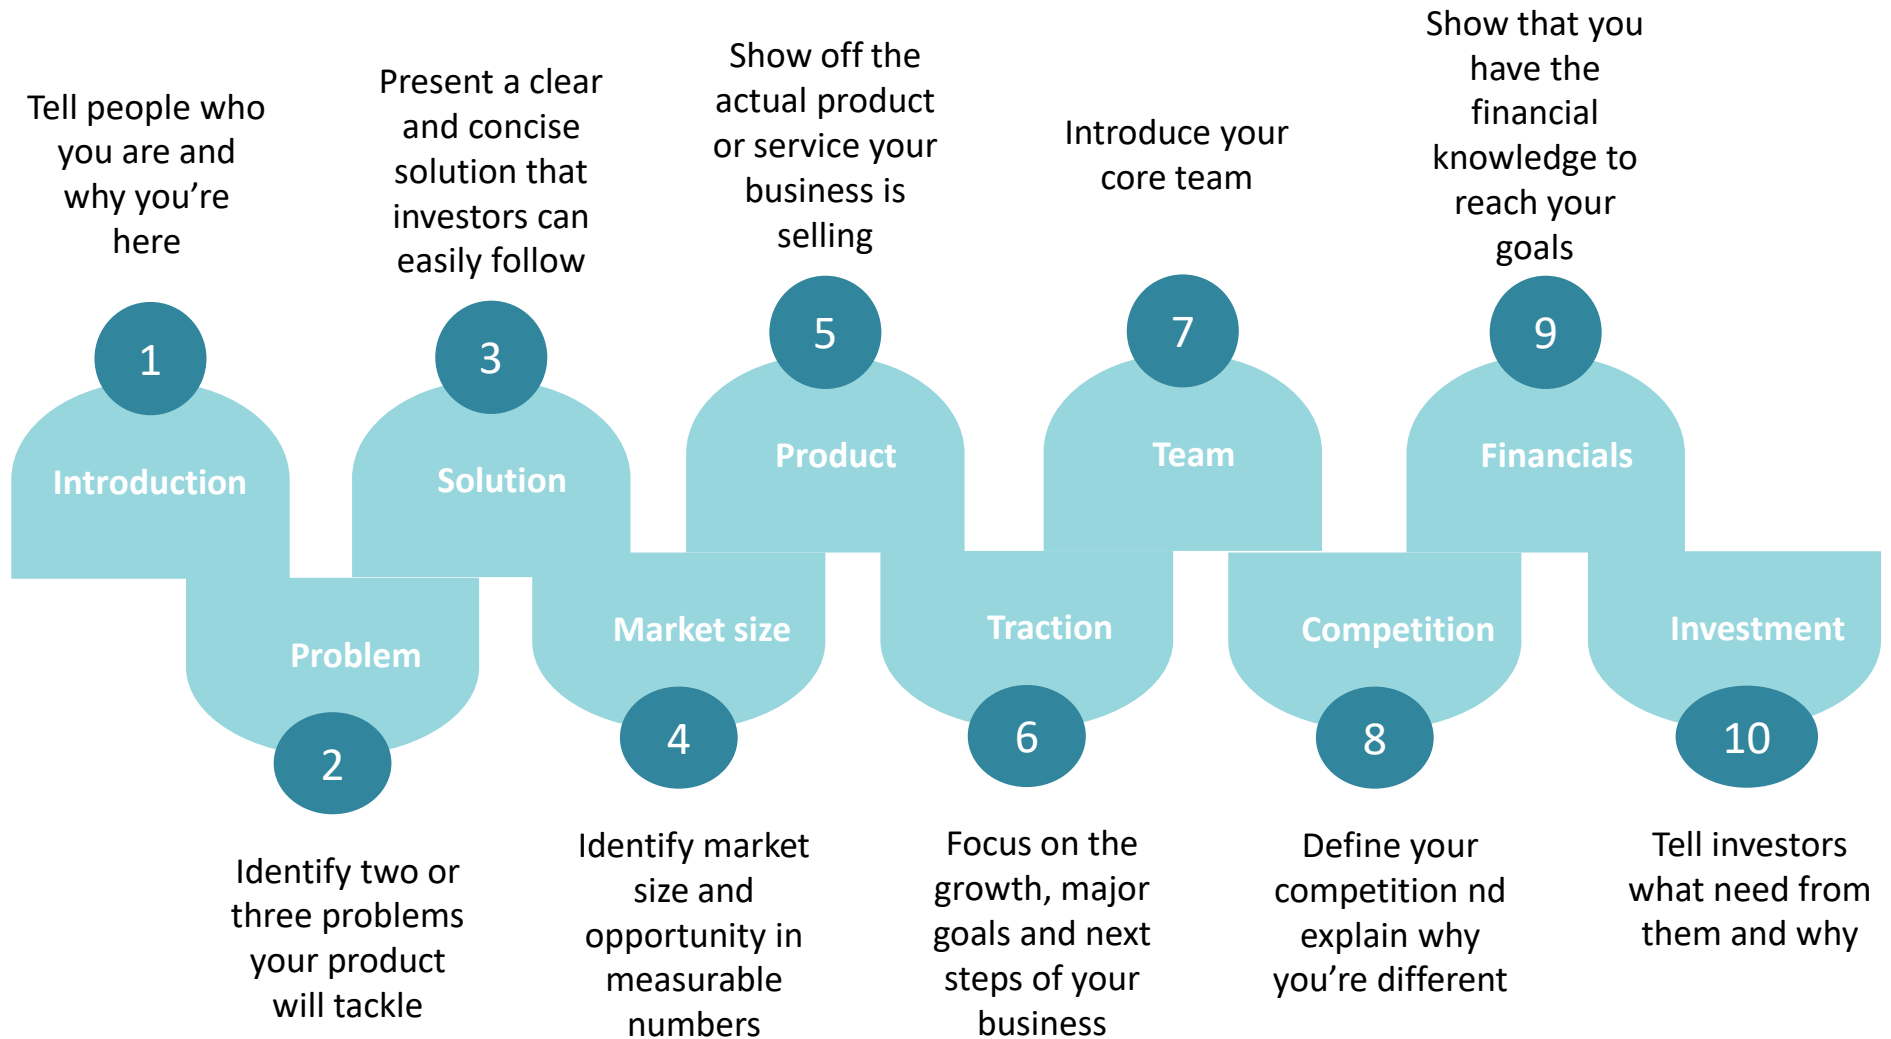 Tell people who
you are and
why you’re
here
1
Introduction
Problem
2
Identify two or
three problems
your product
will tackle
Present a clear
and concise
solution that
investors can
easily follow
3
Solution
Market size
4
Identify market
size and
opportunity in
measurable
numbers
Show off the
actual product
or service your
business is
selling
5
Product
Traction
6
Focus on the
growth, major
goals and next
steps of your
business
Introduce your
core team
7
Team
Competition
8
Define your
competition nd
explain why
you’re different
Show that you
have the
financial
knowledge to
reach your
goals
9
Financials
Investment
10
Tell investors
what need from
them and why